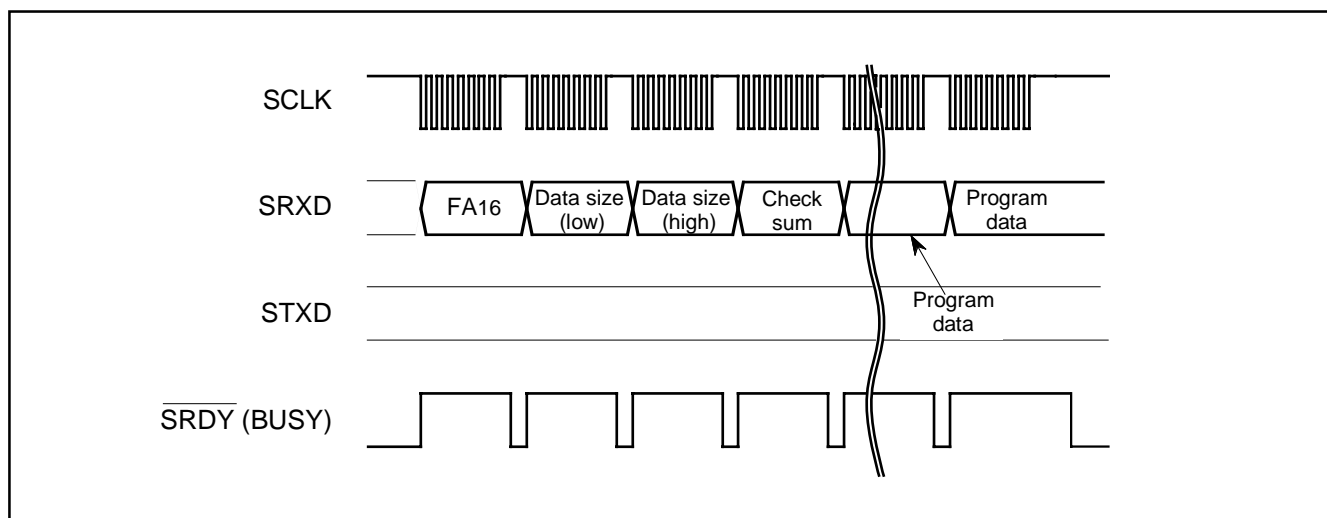 SCLK
SRXD
FA16
Data size
(low)
Data size
(high)
Check
sum
Program
data
Program
data
STXD
SRDY (BUSY)